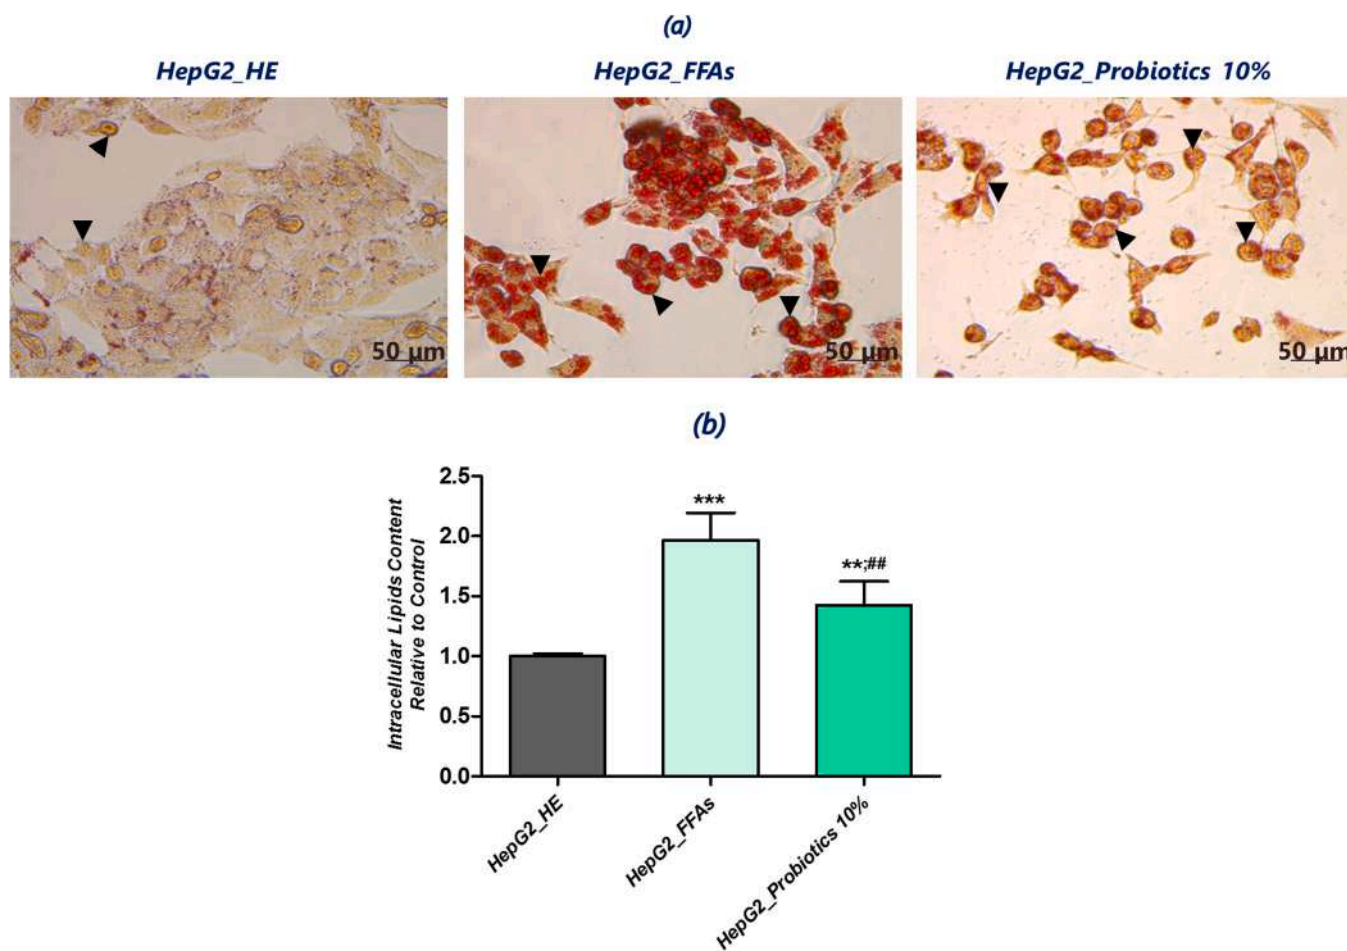 (a)
HepG2_HE
HepG2_FFAs
HepG2_Probiotics 10%
50 µm
50 µm
50 µm
(b)
Intracellular Lipids Content
Relative to Control
2.5
2.0
1.5
1.0
0.5
0.0
***
**;##
HepG2_HE
HepG2_FFAs
HepG2_Probiotics 10%